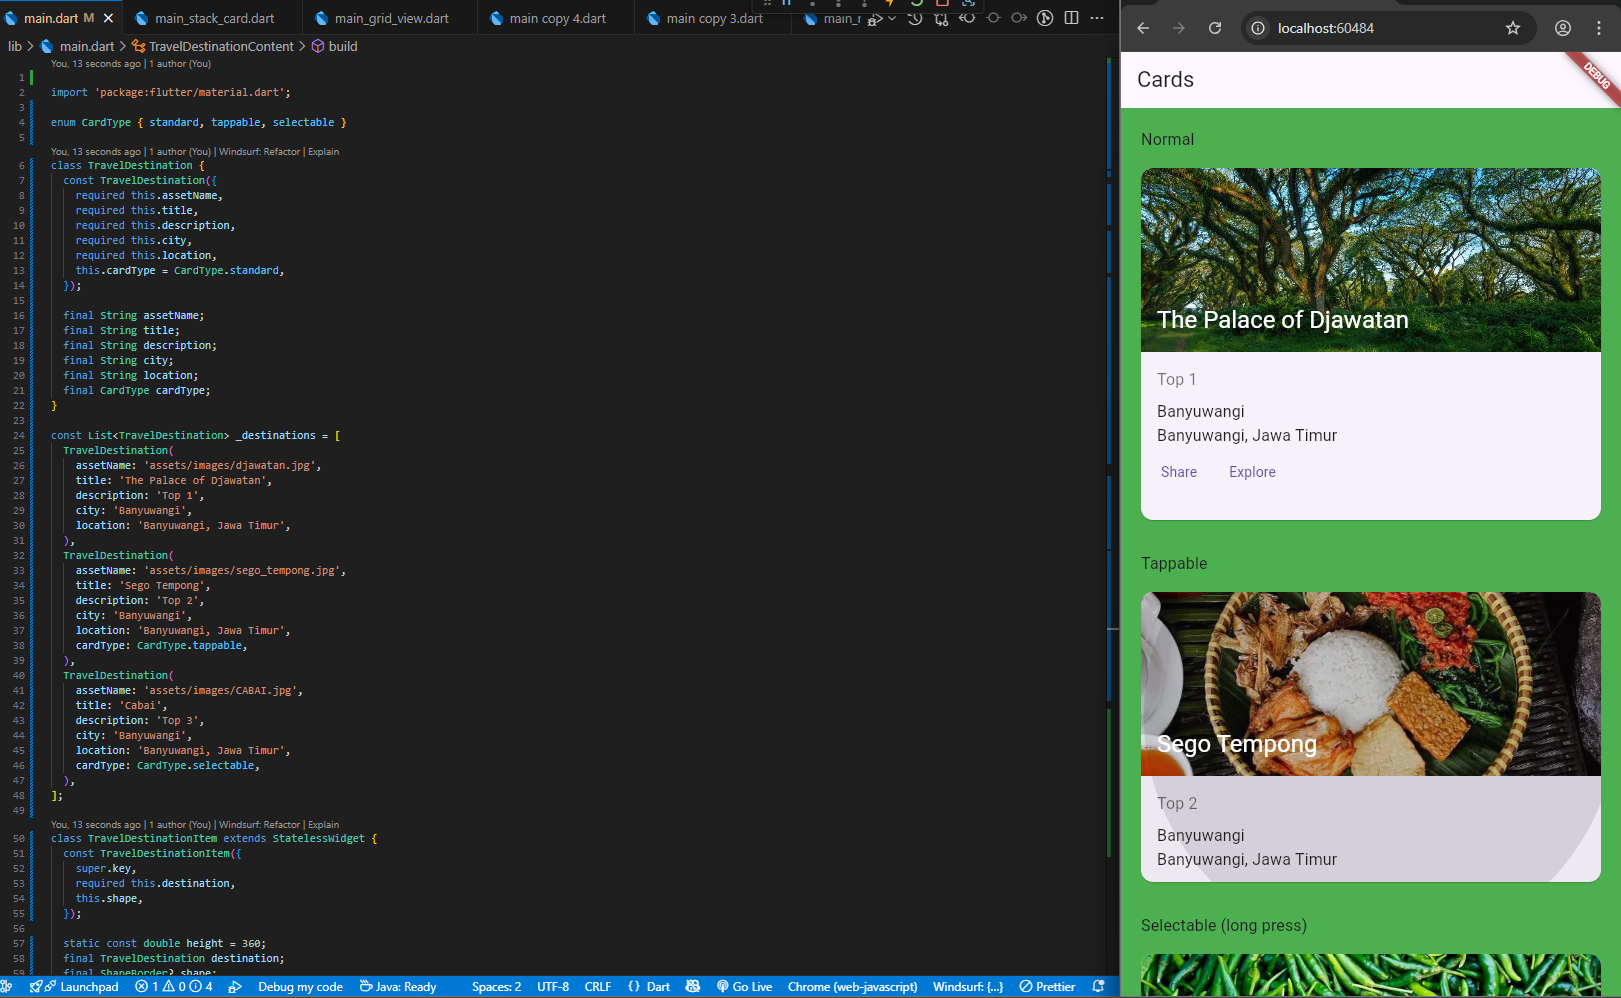 main.dart M
main_stack_card.dart
main_grid_view.dart
main copy 4.dart
main copy 3.dart
lib > main.dart > TravelDestinationContent > build
You, 13 seconds ago | 1 author (You)
1
2 import 'package:flutter/material.dart';
3
4 enum CardType { standard, tappable, selectable }
5
You, 13 seconds ago | 1 author (You) | Windsurf: Refactor | Explain
6 class TravelDestination {
7 const TravelDestination({
8 required this.assetName,
9 required this.title,
10 required this.description,
11 required this.city,
12 required this.location,
13 this.cardType = CardType.standard,
14 });
15
16 final String assetName;
17 final String title;
18 final String description;
19 final String city;
20 final String location;
21 final CardType cardType;
22 }
23
24 const List<TravelDestination> _destinations = [
25 TravelDestination(
26 assetName: 'assets/images/djawatan.jpg',
27 title: 'The Palace of Djawatan',
28 description: 'Top 1',
29 city: 'Banyuwangi',
30 location: 'Banyuwangi, Jawa Timur',
31 ),
32 TravelDestination(
33 assetName: 'assets/images/sego_tempong.jpg',
34 title: 'Sego Tempong',
35 description: 'Top 2',
36 city: 'Banyuwangi',
37 location: 'Banyuwangi, Jawa Timur',
38 cardType: CardType.tappable,
39 ),
40 TravelDestination(
41 assetName: 'assets/images/CABAI.jpg',
42 title: 'Cabai',
43 description: 'Top 3',
44 city: 'Banyuwangi',
45 location: 'Banyuwangi, Jawa Timur',
46 cardType: CardType.selectable,
47 ),
48 ];
49
You, 13 seconds ago | 1 author (You) | Windsurf: Refactor | Explain
50 class TravelDestinationItem extends StatelessWidget {
51 const TravelDestinationItem({
52 super.key,
53 required this.destination,
54 this.shape,
55 });
56
57 static const double height = 360;
58 final TravelDestination destination;
59 final ShapeBorder? shape;
Launchpad 1 0 4 Debug my code Java: Ready Spaces: 2 UTF-8 CRLF {} Dart Go Live Chrome (web-javascript) Windsurf: {...} Prettier
localhost:60484
Cards
DEBUG
Normal
The Palace of Djawatan
Top 1
Banyuwangi
Banyuwangi, Jawa Timur
Share Explore
Tappable
Sego Tempong
Top 2
Banyuwangi
Banyuwangi, Jawa Timur
Selectable (long press)